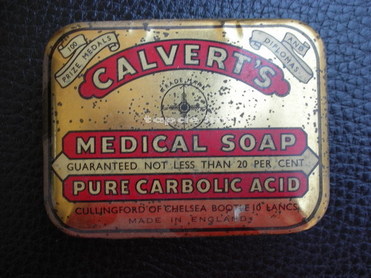 100 PRIZE MEDALS
AND DIPLOMAS
CALVERT'S
TRADE MARK
MEDICAL SOAP
GUARANTEED NOT LESS THAN 20 PER CENT
PURE CARBOLIC ACID
CULLINGFORD OF CHELSEA BOOTLE 10 LANCS.
MADE IN ENGLAND